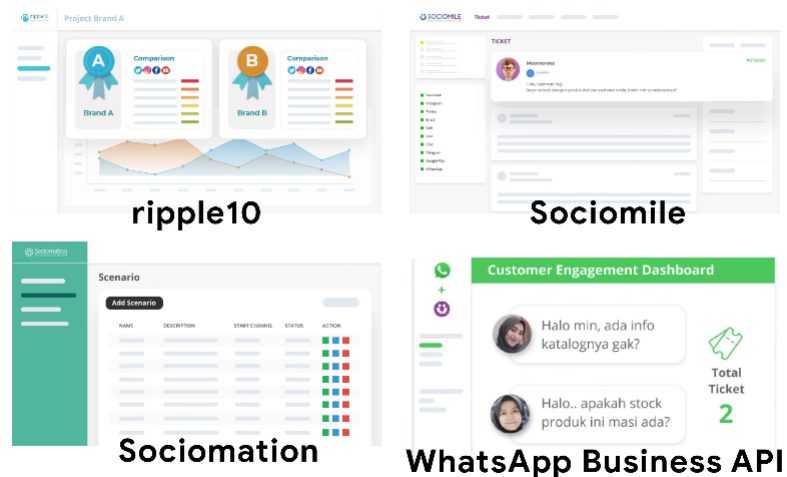 ripple10
Project Brand A
A
Comparison
Brand A
B
Comparison
Brand B
ripple10
SOCIOMILE
Ticket
TICKET
Sociomile
Sociomation
Scenario
Add Scenario
NAME DESCRIPTION START CHANNEL STATUS ACTION
Sociomation
Customer Engagement Dashboard
+
Halo min, ada info
katalognya gak?
Halo.. apakah stock
produk ini masi ada?
Total
Ticket
2
WhatsApp Business API